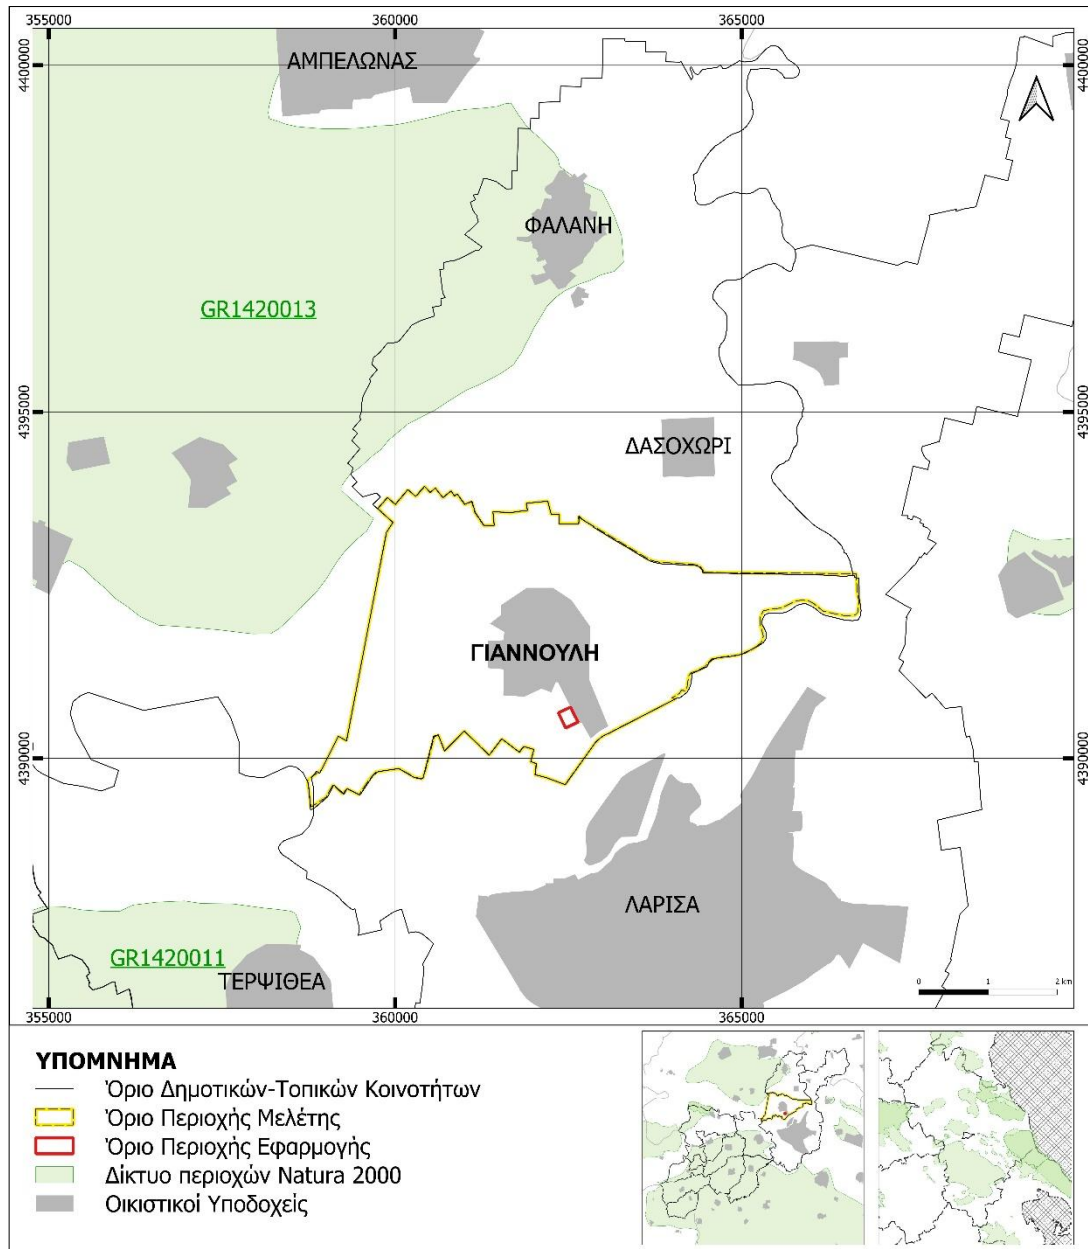 355000 360000 365000
4400000 4400000
ΑΜΠΕΛΩΝΑΣ
ΦΑΛΑΝΗ
GR1420013
4395000 4395000
ΔΑΣΟΧΩΡΙ
ΓΙΑΝΝΟΥΛΗ
4390000 4390000
ΛΑΡΙΣΑ
GR1420011
ΤΕΡΨΙΘΕΑ
0 1 2 km
355000 360000 365000
ΥΠΟΜΝΗΜΑ
Όριο Δημοτικών-Τοπικών Κοινοτήτων
Όριο Περιοχής Μελέτης
Όριο Περιοχής Εφαρμογής
Δίκτυο περιοχών Natura 2000
Οικιστικοί Υποδοχείς